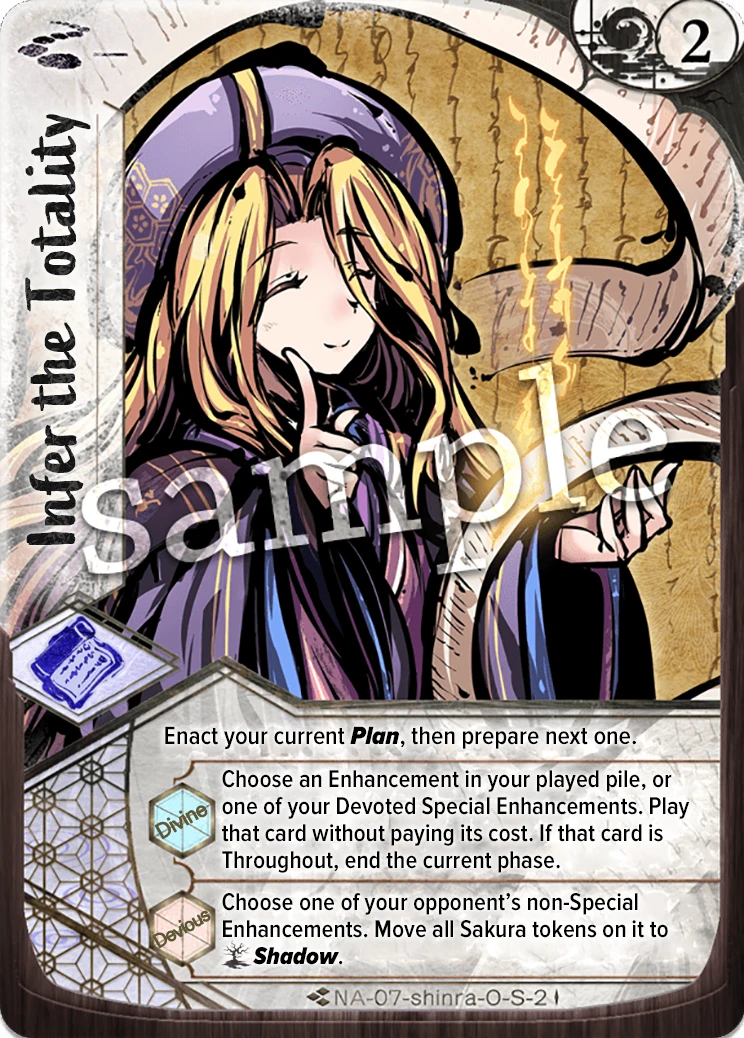 2
Infer the Totality
sample
Enact your current Plan, then prepare next one.
Divine
Choose an Enhancement in your played pile, or
one of your Devoted Special Enhancements. Play
that card without paying its cost. If that card is
Throughout, end the current phase.
Devious
Choose one of your opponent's non-Special
Enhancements. Move all Sakura tokens on it to
Shadow.
NA-07-shinra-O-S-2